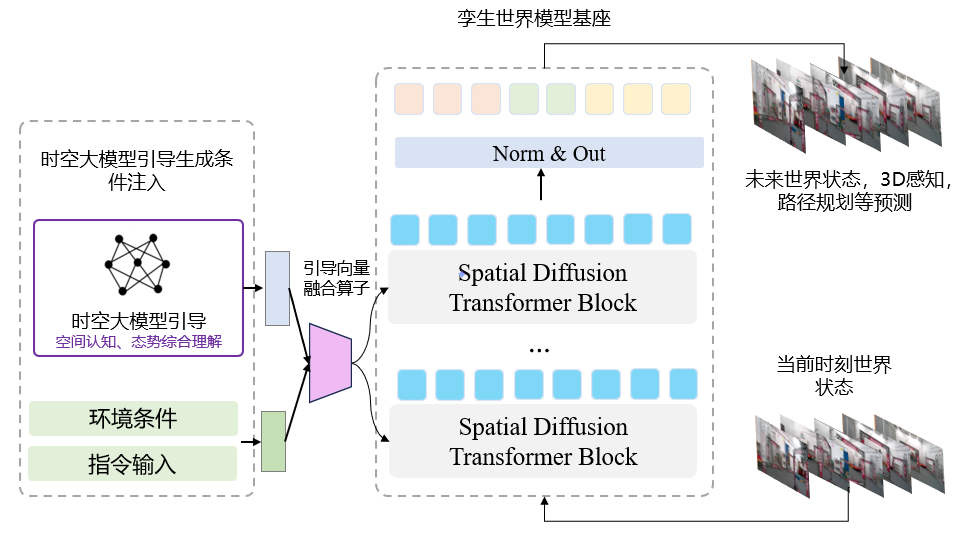 孪生世界模型基座
时空大模型引导生成条
件注入
时空大模型引导
空间认知、态势综合理解
环境条件
指令输入
引导向量
融合算子
Norm & Out
Spatial Diffusion
Transformer Block
...
Spatial Diffusion
Transformer Block
未来世界状态，3D感知，
路径规划等预测
当前时刻世界
状态